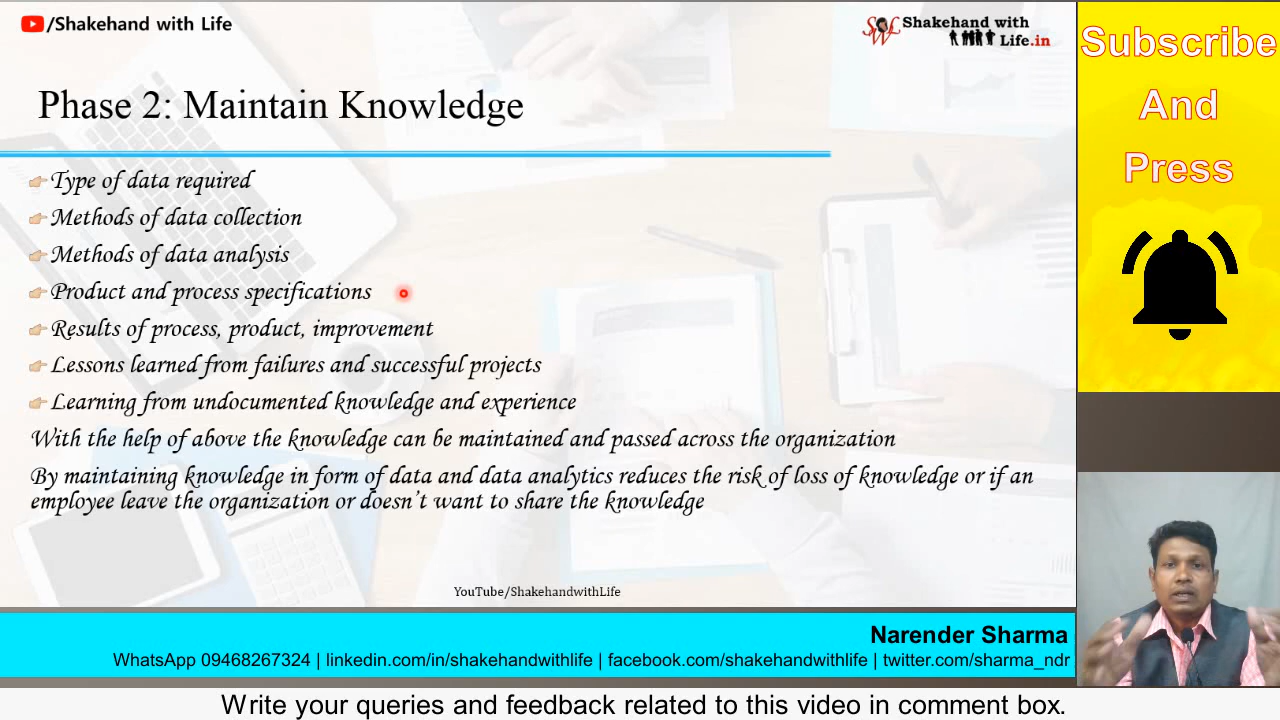 /Shakehand with Life
SWL Shakehand with
Life.in
Phase 2: Maintain Knowledge
Type of data required
Methods of data collection
Methods of data analysis
Product and process specifications
Results of process, product, improvement
Lessons learned from failures and successful projects
Learning from undocumented knowledge and experience
With the help of above the knowledge can be maintained and passed across the organization
By maintaining knowledge in form of data and data analytics reduces the risk of loss of knowledge or if an
employee leave the organization or doesn't want to share the knowledge
YouTube/ShakehandwithLife
Subscribe
And
Press
Narender Sharma
WhatsApp 09468267324 | linkedin.com/in/shakehandwithlife | facebook.com/shakehandwithlife | twitter.com/sharma_ndr
Write your queries and feedback related to this video in comment box.